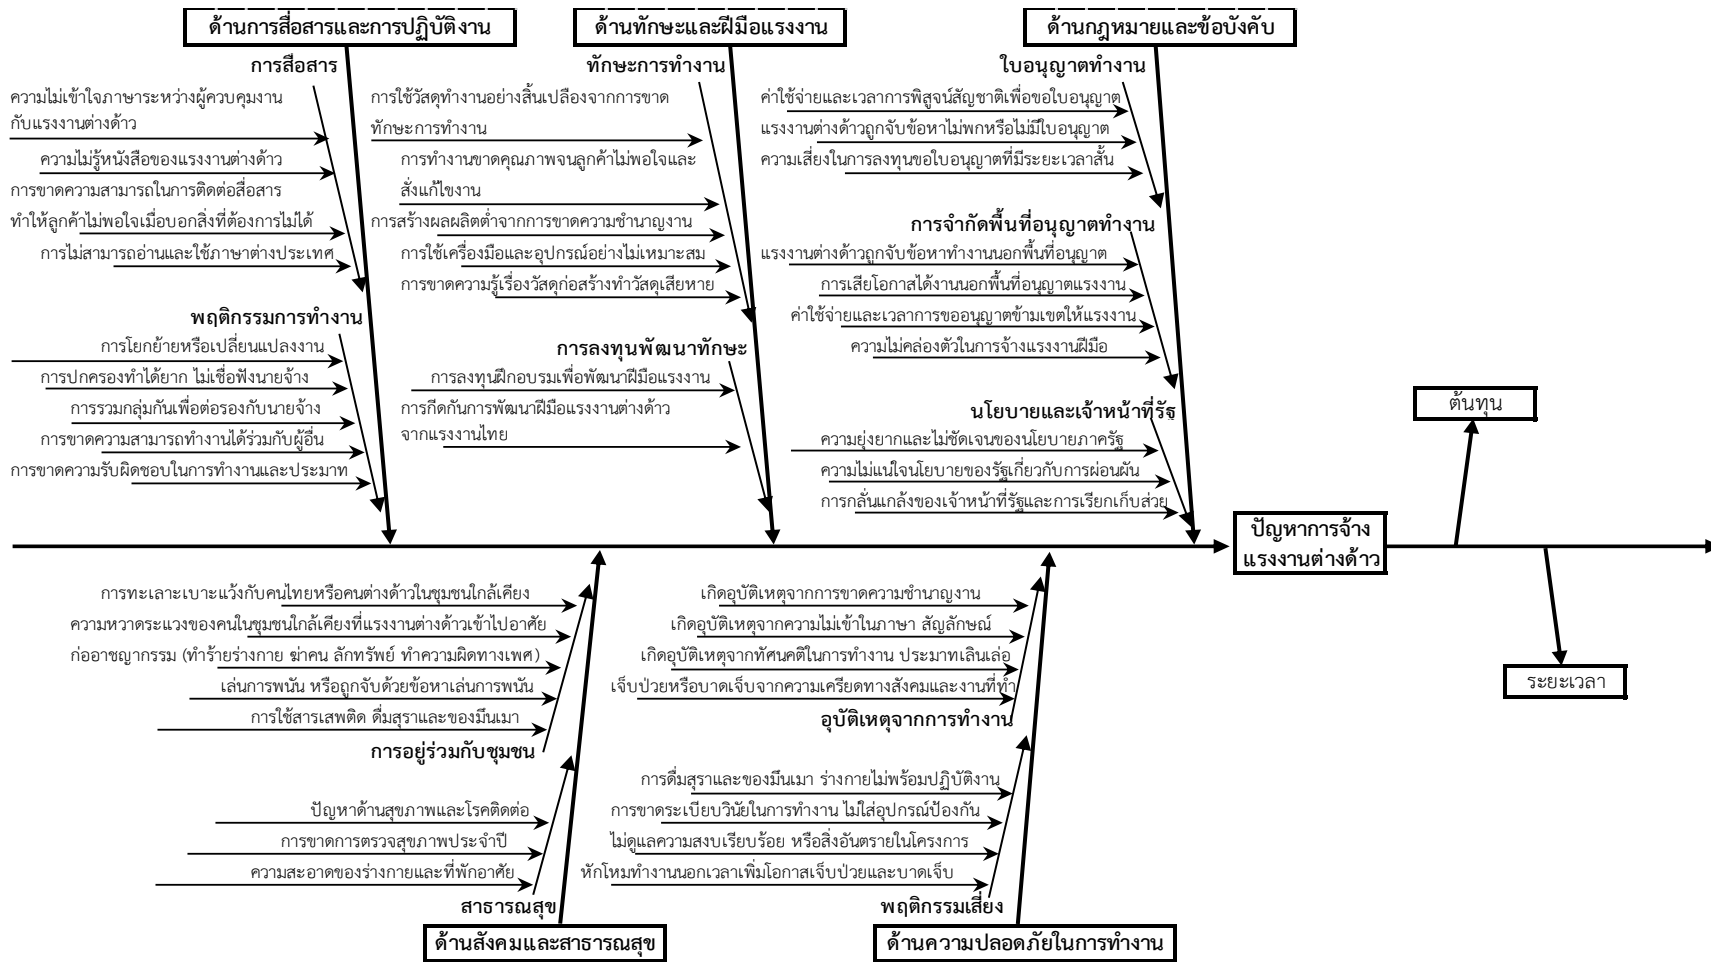 ด้านการสื่อสารและการปฏิบัติงาน
การสื่อสาร
ความไม่เข้าใจภาษาระหว่างผู้ควบคุมงาน
กับแรงงานต่างด้าว
ความไม่รู้หนังสือของแรงงานต่างด้าว
การขาดความสามารถในการติดต่อสื่อสาร
ทำให้ลูกค้าไม่พอใจเมื่อบอกสิ่งที่ต้องการไม่ได้
การไม่สามารถอ่านและใช้ภาษาต่างประเทศ
พฤติกรรมการทำงาน
การโยกย้ายหรือเปลี่ยนแปลงงาน
การปกครองทำได้ยาก ไม่เชื่อฟังนายจ้าง
การรวมกลุ่มกันเพื่อต่อรองกับนายจ้าง
การขาดความสามารถทำงานได้ร่วมกับผู้อื่น
การขาดความรับผิดชอบในการทำงานและประมาท
ด้านทักษะและฝีมือแรงงาน
ทักษะการทำงาน
การใช้วัสดุทำงานอย่างสิ้นเปลืองจากการขาด
ทักษะการทำงาน
การทำงานขาดคุณภาพจนลูกค้าไม่พอใจและ
สั่งแก้ไขงาน
การสร้างผลผลิตต่ำจากการขาดความชำนาญงาน
การใช้เครื่องมือและอุปกรณ์อย่างไม่เหมาะสม
การขาดความรู้เรื่องวัสดุก่อสร้างทำวัสดุเสียหาย
การลงทุนพัฒนาทักษะ
การลงทุนฝึกอบรมเพื่อพัฒนาฝีมือแรงงาน
การกีดกันการพัฒนาฝีมือแรงงานต่างด้าว
จากแรงงานไทย
ด้านกฎหมายและข้อบังคับ
ใบอนุญาตทำงาน
ค่าใช้จ่ายและเวลาการพิสูจน์สัญชาติเพื่อขอใบอนุญาต
แรงงานต่างด้าวถูกจับข้อหาไม่พกหรือไม่มีใบอนุญาต
ความเสี่ยงในการลงทุนขอใบอนุญาตที่มีระยะเวลาสั้น
การจำกัดพื้นที่อนุญาตทำงาน
แรงงานต่างด้าวถูกจับข้อหาทำงานนอกพื้นที่อนุญาต
การเสียโอกาสได้งานนอกพื้นที่อนุญาตแรงงาน
ค่าใช้จ่ายและเวลาการขออนุญาตข้ามเขตให้แรงงาน
ความไม่คล่องตัวในการจ้างแรงงานฝีมือ
นโยบายและเจ้าหน้าที่รัฐ
ความยุ่งยากและไม่ชัดเจนของนโยบายภาครัฐ
ความไม่แน่ใจนโยบายของรัฐเกี่ยวกับการผ่อนผัน
การกลั่นแกล้งของเจ้าหน้าที่รัฐและการเรียกเก็บส่วย
ต้นทุน
ปัญหาการจ้าง
แรงงานต่างด้าว
ระยะเวลา
การทะเลาะเบาะแว้งกับคนไทยหรือคนต่างด้าวในชุมชนใกล้เคียง
ความหวาดระแวงของคนในชุมชนใกล้เคียงที่แรงงานต่างด้าวเข้าไปอาศัย
ก่ออาชญากรรม (ทำร้ายร่างกาย ฆ่าคน ลักทรัพย์ ทำความผิดทางเพศ)
เล่นการพนัน หรือถูกจับด้วยข้อหาเล่นการพนัน
การใช้สารเสพติด ดื่มสุราและของมึนเมา
การอยู่ร่วมกับชุมชน
ปัญหาด้านสุขภาพและโรคติดต่อ
การขาดการตรวจสุขภาพประจำปี
ความสะอาดของร่างกายและที่พักอาศัย
สาธารณสุข
ด้านสังคมและสาธารณสุข
เกิดอุบัติเหตุจากการขาดความชำนาญงาน
เกิดอุบัติเหตุจากความไม่เข้าในภาษา สัญลักษณ์
เกิดอุบัติเหตุจากทัศนคติในการทำงาน ประมาทเลินเล่อ
เจ็บป่วยหรือบาดเจ็บจากความเครียดทางสังคมและงานที่ทำ
อุบัติเหตุจากการทำงาน
การดื่มสุราและของมึนเมา ร่างกายไม่พร้อมปฏิบัติงาน
การขาดระเบียบวินัยในการทำงาน ไม่ใส่อุปกรณ์ป้องกัน
ไม่ดูแลความสงบเรียบร้อย หรือสิ่งอันตรายในโครงการ
หักโหมทำงานนอกเวลาเพิ่มโอกาสเจ็บป่วยและบาดเจ็บ
พฤติกรรมเสี่ยง
ด้านความปลอดภัยในการทำงาน